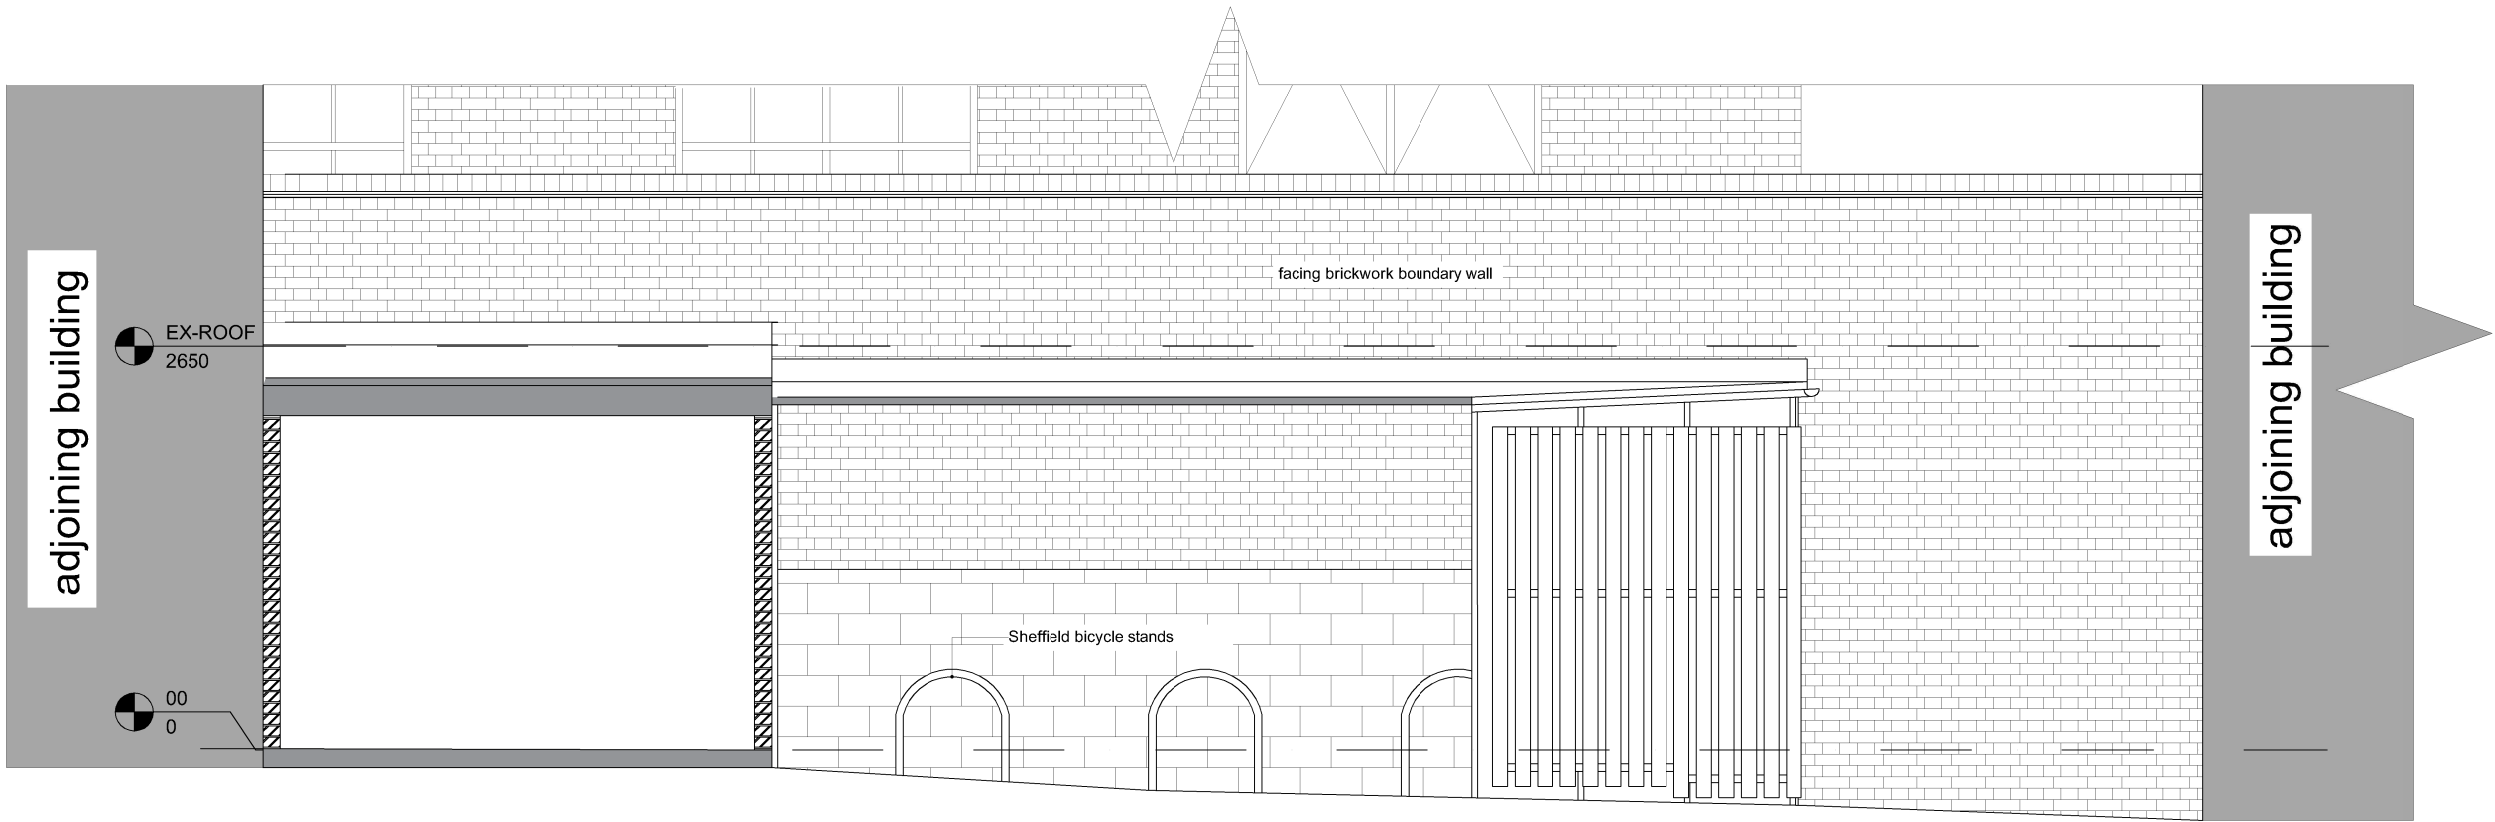 adjoining building
EX-ROOF
2650
00
0
facing brickwork boundary wall
Sheffield bicycle stands
adjoining building